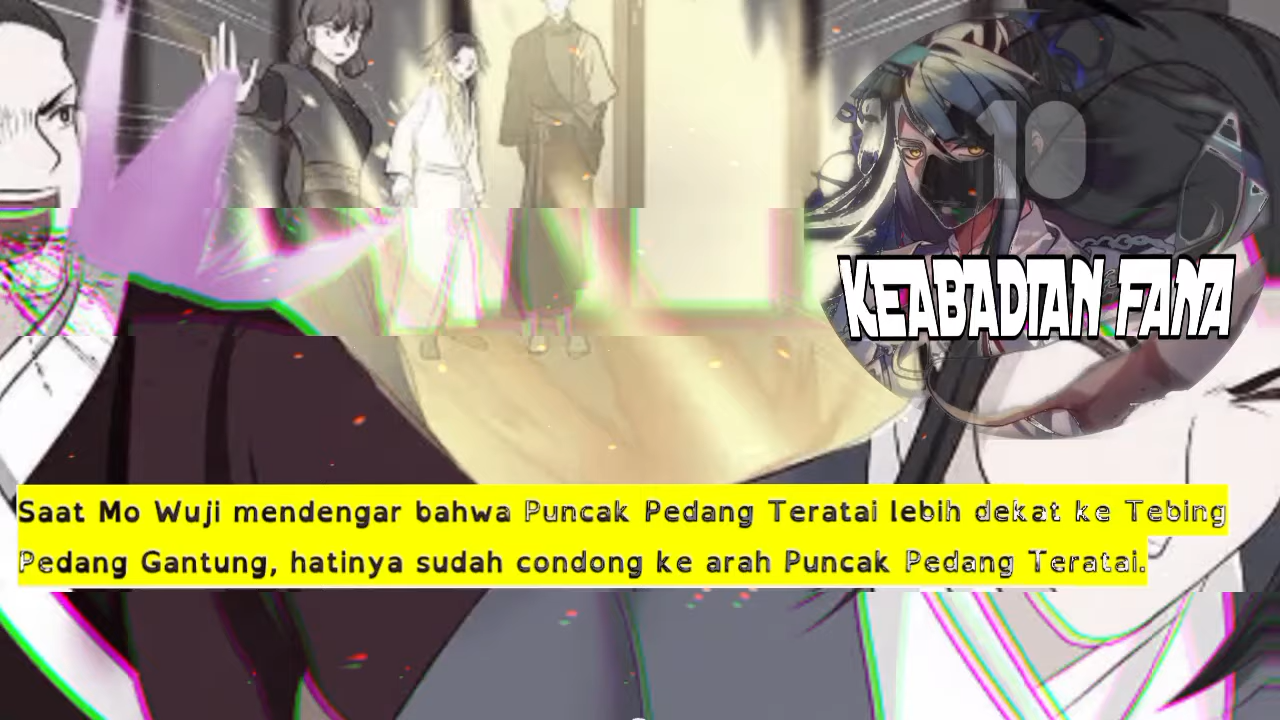 10
KEABADIAN FANA
Saat Mo Wuji mendengar bahwa Puncak Pedang Teratai lebih dekat ke Tebing
Pedang Gantung, hatinya sudah condong ke arah Puncak Pedang Teratai.